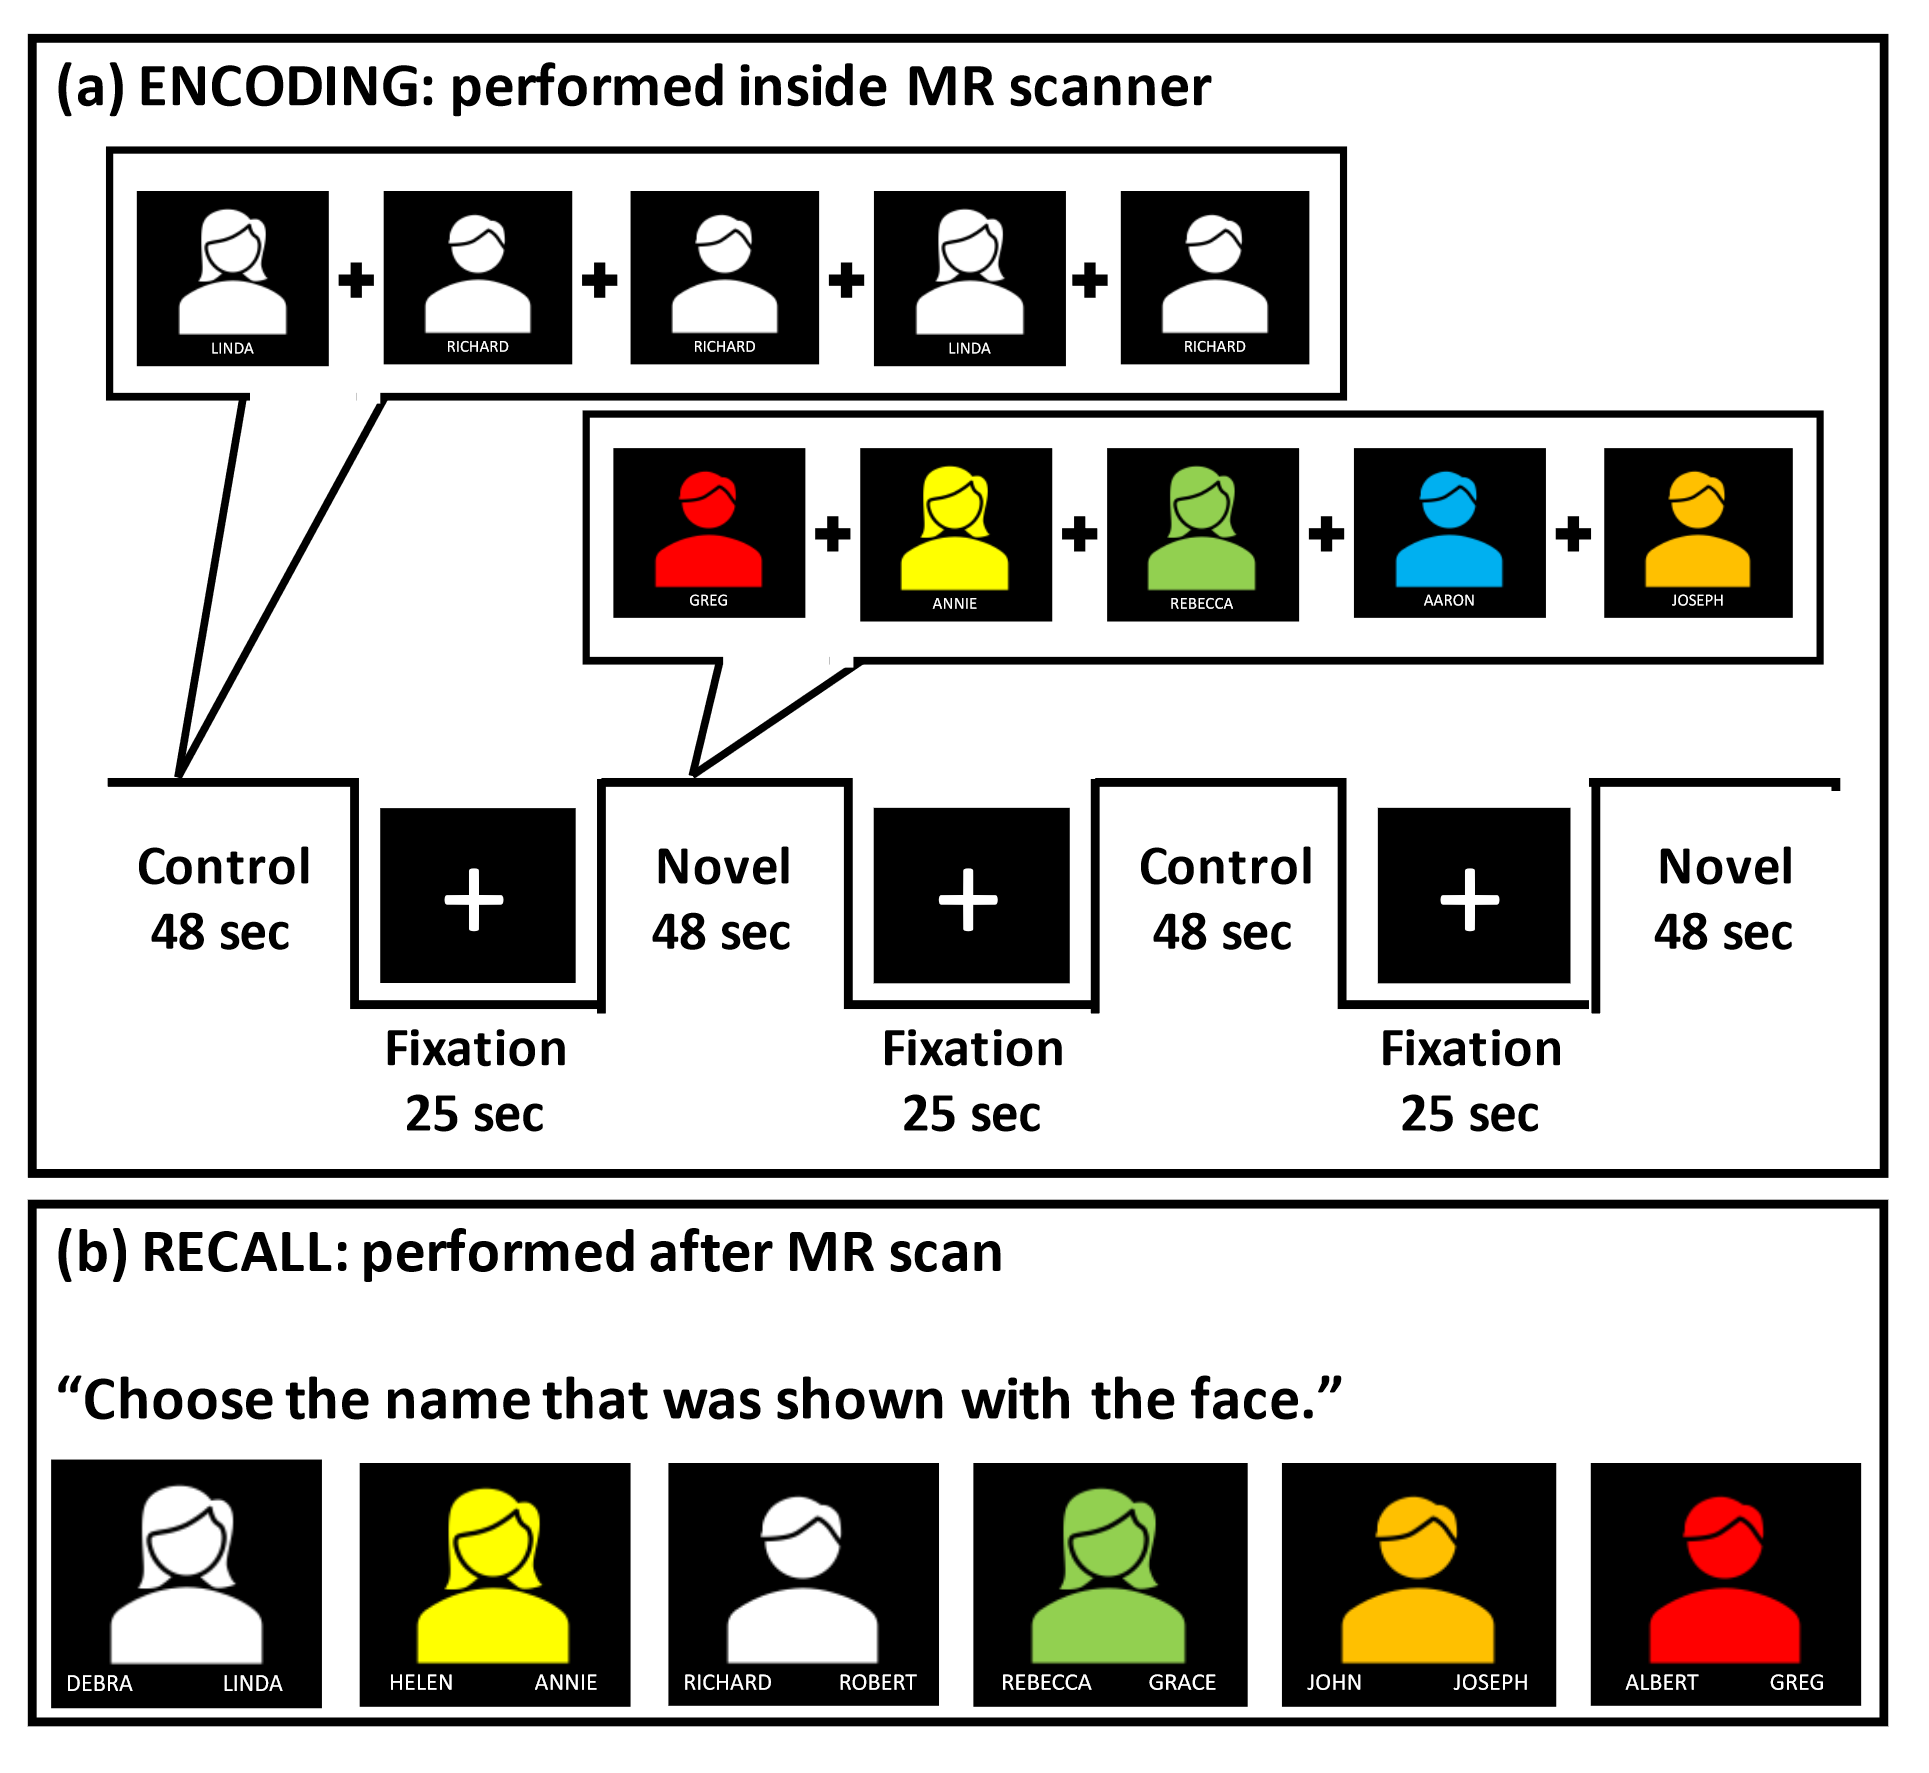 (a) ENCODING: performed inside MR scanner
LINDA RICHARD RICHARD LINDA RICHARD
GREG ANNIE REBECCA AARON JOSEPH
Control Novel Control Novel
48 sec 48 sec 48 sec 48 sec
Fixation Fixation Fixation
25 sec 25 sec 25 sec
(b) RECALL: performed after MR scan
“Choose the name that was shown with the face.”
DEBRA LINDA HELEN ANNIE RICHARD ROBERT REBECCA GRACE JOHN JOSEPH ALBERT GREG